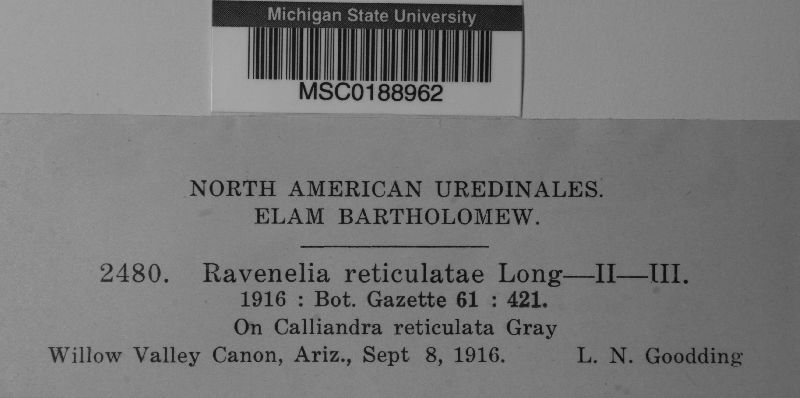 Michigan State University
MSC0188962
NORTH AMERICAN UREDINALES.
ELAM BARTHOLOMEW.
2480. Ravenelia reticulatae Long—II—III.
1916 : Bot. Gazette 61 : 421.
On Calliandra reticulata Gray
Willow Valley Canon, Ariz., Sept 8, 1916. L. N. Goodding